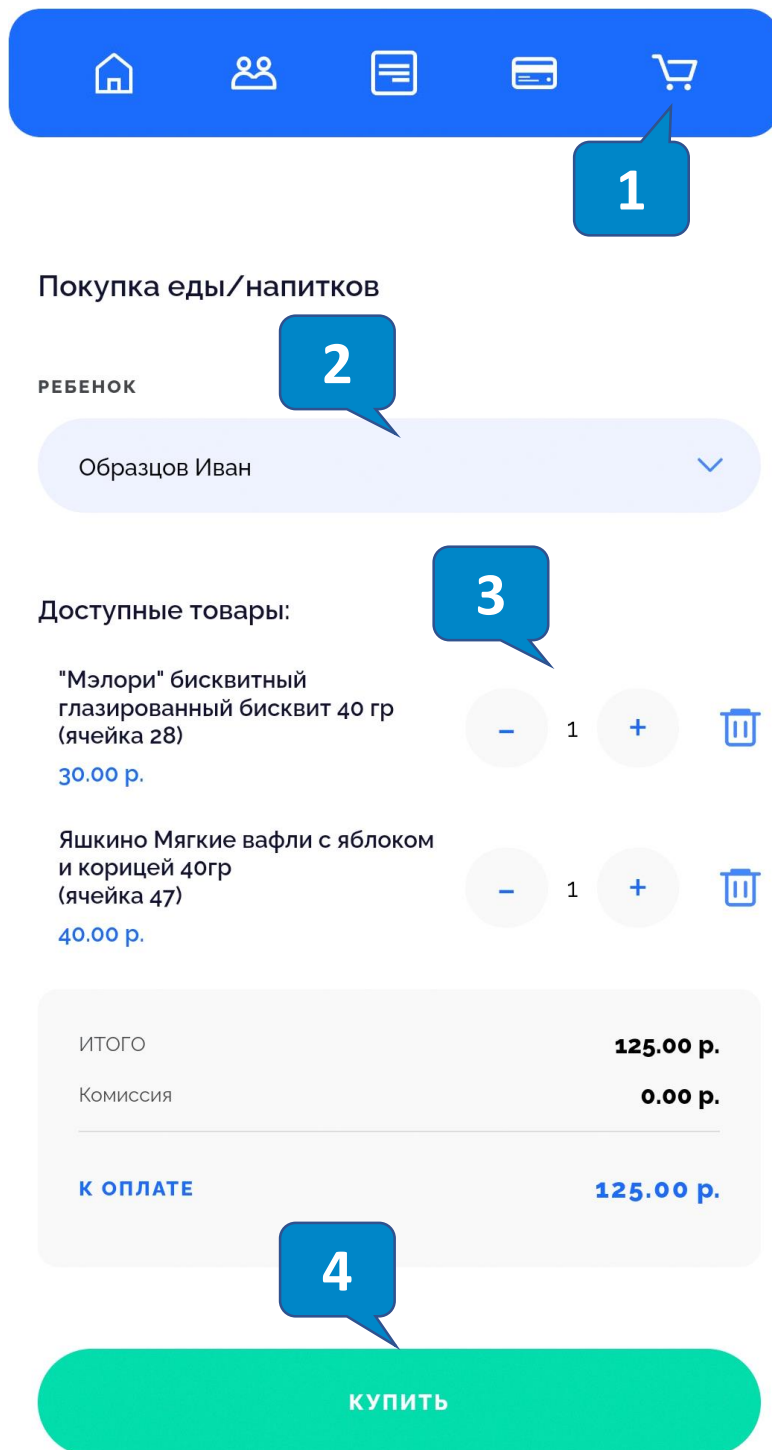 1
Покупка еды/напитков
2
РЕБЕНОК
Образцов Иван
3
Доступные товары:
"Мэлори" бисквитный
глазированный бисквит 40 гр
(ячейка 28)
- 1 +
30.00 р.
Яшкино Мягкие вафли с яблоком
и корицей 40гр
(ячейка 47)
- 1 +
40.00 р.
ИТОГО 125.00 р.
Комиссия 0.00 р.
К ОПЛАТЕ 125.00 р.
4
КУПИТЬ